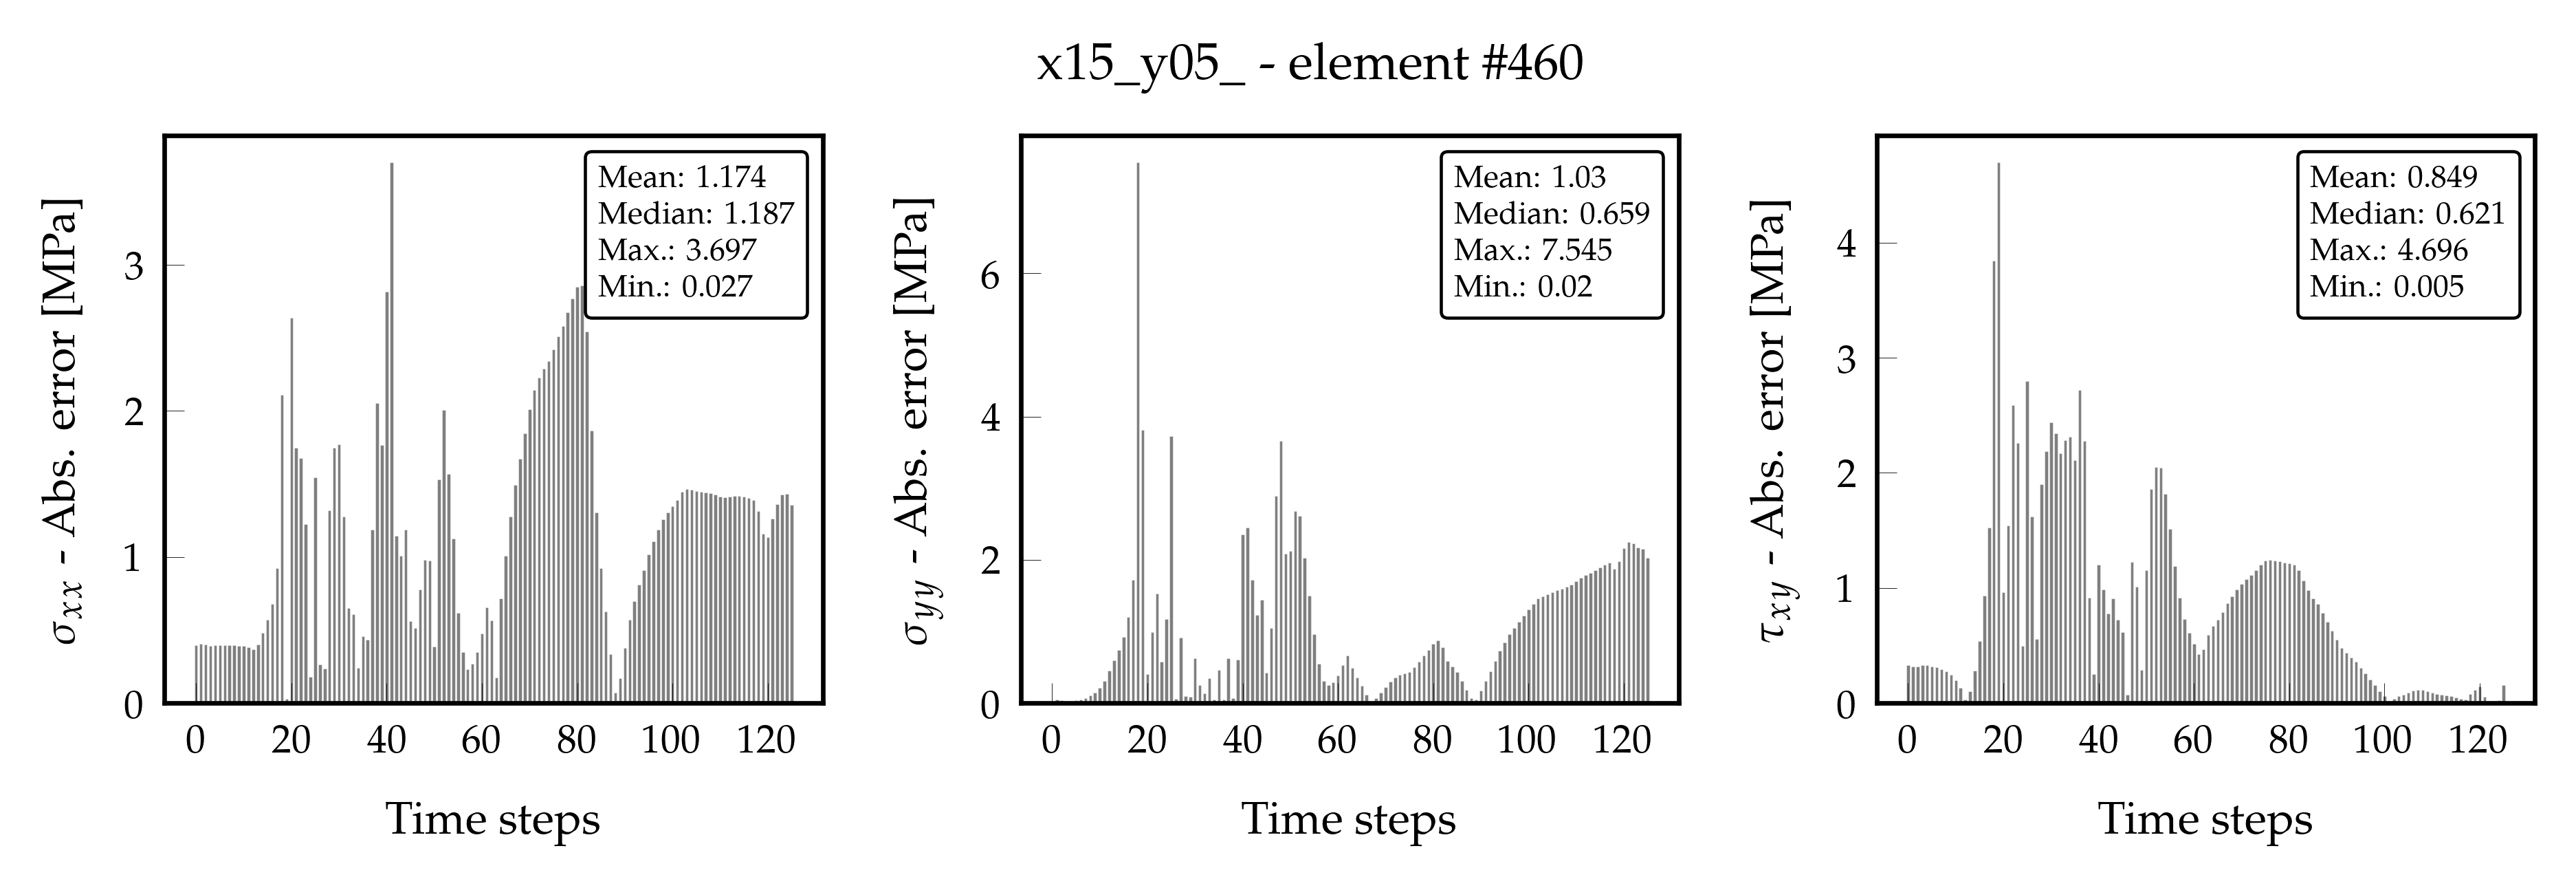 x15_y05_ - element #460
σxx - Abs. error [MPa]
3
2
1
0
0 20 40 60 80 100 120
Time steps
Mean: 1.174
Median: 1.187
Max.: 3.697
Min.: 0.027
σyy - Abs. error [MPa]
6
4
2
0
0 20 40 60 80 100 120
Time steps
Mean: 1.03
Median: 0.659
Max.: 7.545
Min.: 0.02
τxy - Abs. error [MPa]
4
3
2
1
0
0 20 40 60 80 100 120
Time steps
Mean: 0.849
Median: 0.621
Max.: 4.696
Min.: 0.005